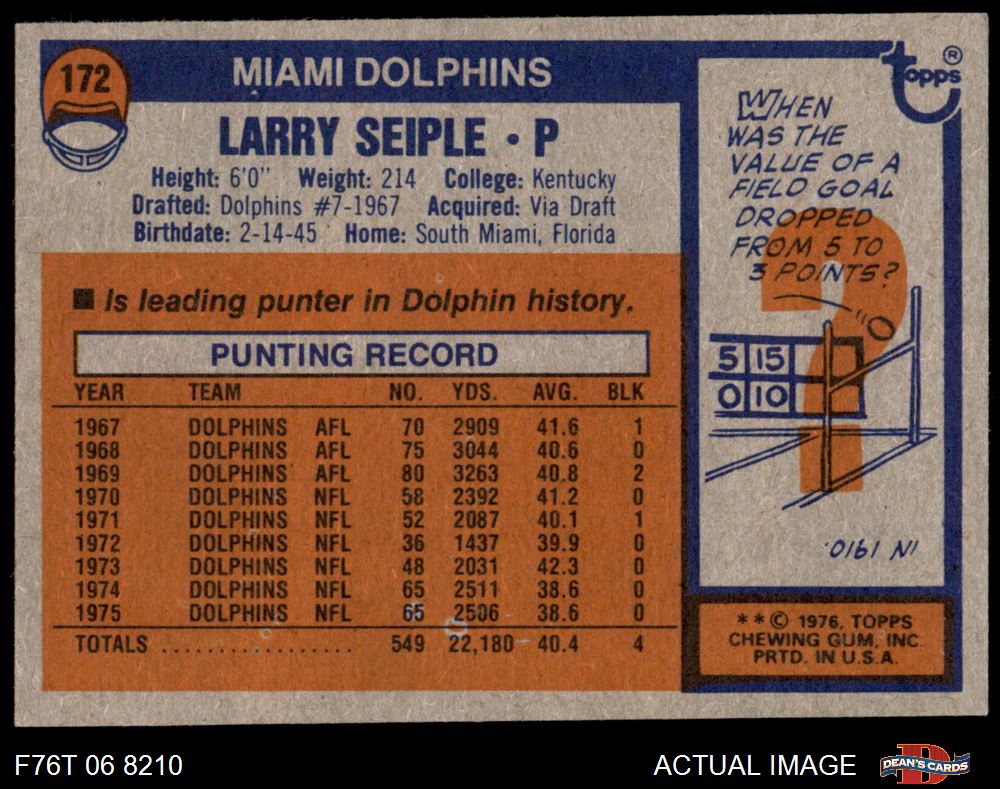 172
MIAMI DOLPHINS
LARRY SEIPLE • P
Height: 6'0" Weight: 214 College: Kentucky
Drafted: Dolphins #7-1967 Acquired: Via Draft
Birthdate: 2-14-45 Home: South Miami, Florida
■ Is leading punter in Dolphin history.
PUNTING RECORD
YEAR TEAM NO. YDS. AVG. BLK
1967 DOLPHINS AFL 70 2909 41.6 1
1968 DOLPHINS AFL 75 3044 40.6 0
1969 DOLPHINS AFL 80 3263 40.8 2
1970 DOLPHINS NFL 58 2392 41.2 0
1971 DOLPHINS NFL 52 2087 40.1 1
1972 DOLPHINS NFL 36 1437 39.9 0
1973 DOLPHINS NFL 48 2031 42.3 0
1974 DOLPHINS NFL 65 2511 38.6 0
1975 DOLPHINS NFL 65 2506 38.6 0
TOTALS .................. 549 22,180 40.4 4
topps ®
WHEN
WAS THE
VALUE OF A
FIELD GOAL
DROPPED
FROM 5 TO
3 POINTS?
?
5 15
0 10
IN 1910.
**© 1976, TOPPS
CHEWING GUM, INC.
PRTD. IN U.S.A.
F76T 06 8210
ACTUAL IMAGE
D
DEAN'S CARDS